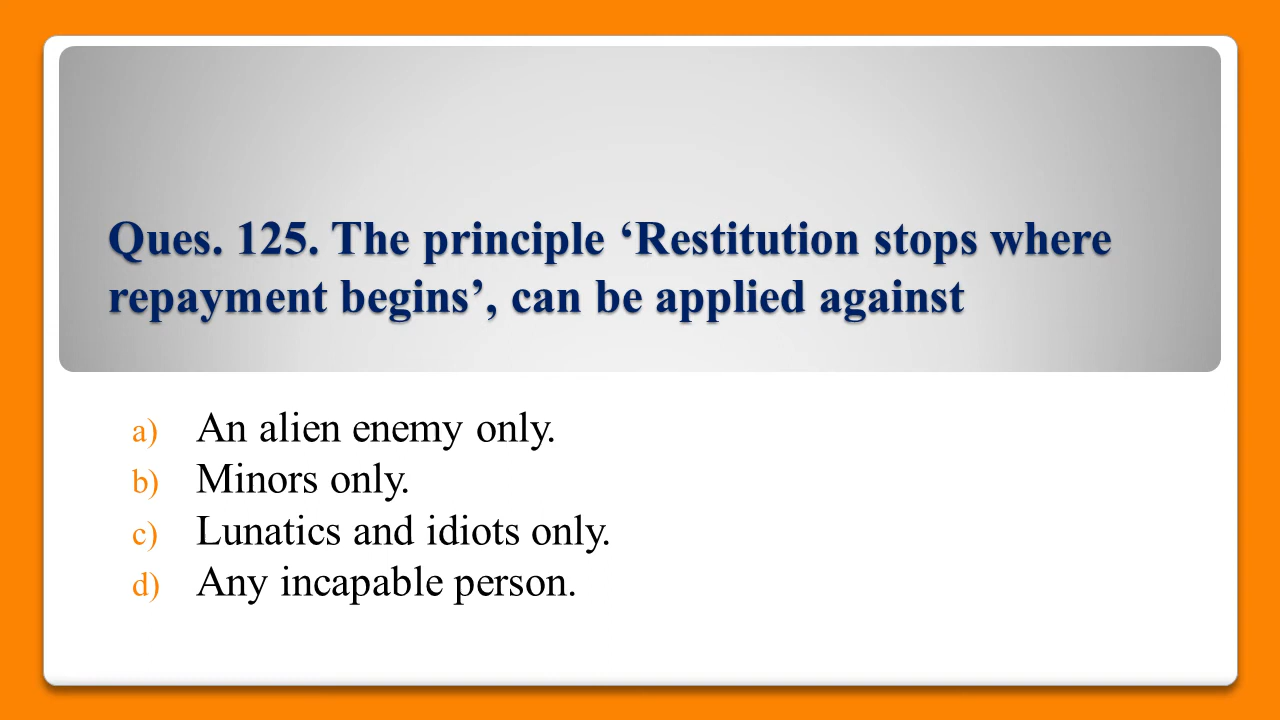 Ques. 125. The principle ‘Restitution stops where
repayment begins’, can be applied against
a) An alien enemy only.
b) Minors only.
c) Lunatics and idiots only.
d) Any incapable person.